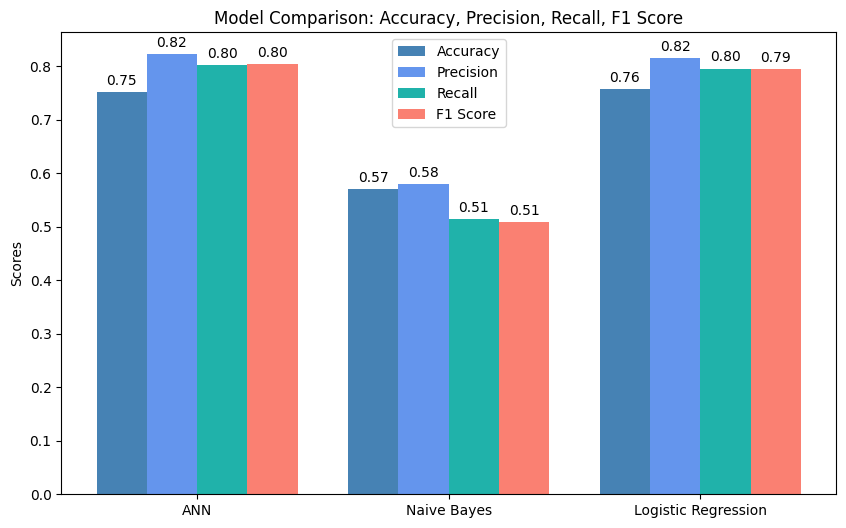 Model Comparison: Accuracy, Precision, Recall, F1 Score
Accuracy
Precision
Recall
F1 Score
0.75
0.82
0.80
0.80
0.57
0.58
0.51
0.51
0.76
0.82
0.80
0.79
Scores
0.8
0.7
0.6
0.5
0.4
0.3
0.2
0.1
0.0
ANN
Naive Bayes
Logistic Regression